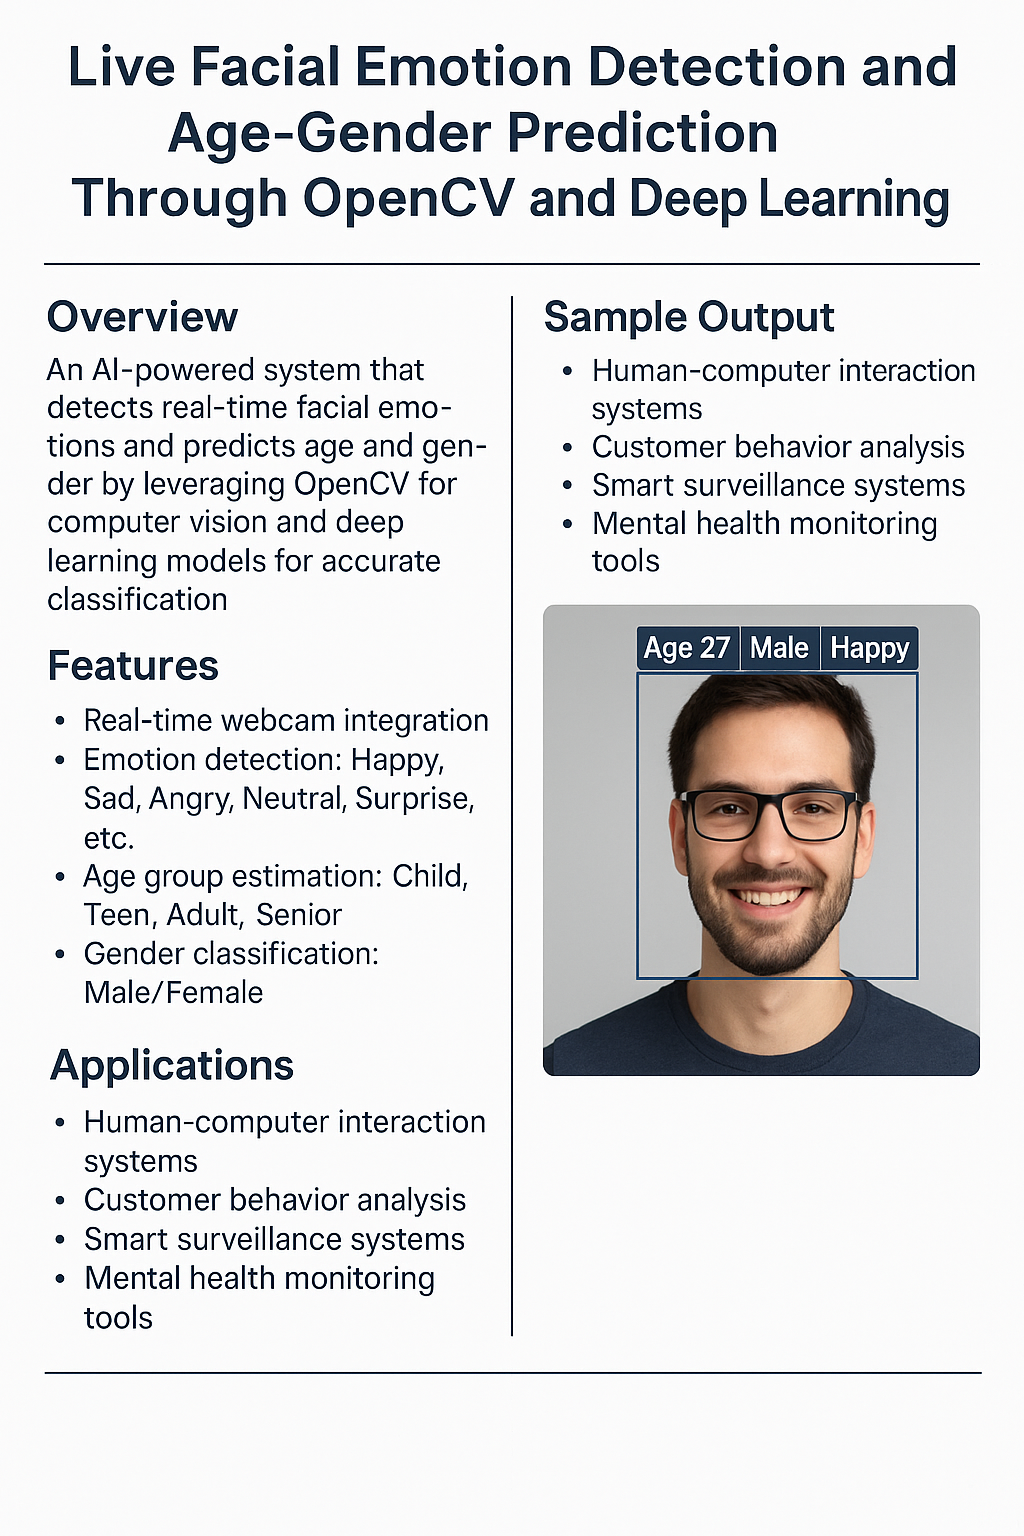 Live Facial Emotion Detection and
Age-Gender Prediction
Through OpenCV and Deep Learning
Overview
An AI-powered system that
detects real-time facial emo-
tions and predicts age and gen-
der by leveraging OpenCV for
computer vision and deep
learning models for accurate
classification
Features
• Real-time webcam integration
• Emotion detection: Happy,
Sad, Angry, Neutral, Surprise,
etc.
• Age group estimation: Child,
Teen, Adult, Senior
• Gender classification:
Male/Female
Applications
• Human-computer interaction
systems
• Customer behavior analysis
• Smart surveillance systems
• Mental health monitoring
tools
Sample Output
• Human-computer interaction
systems
• Customer behavior analysis
• Smart surveillance systems
• Mental health monitoring
tools
Age 27 Male Happy